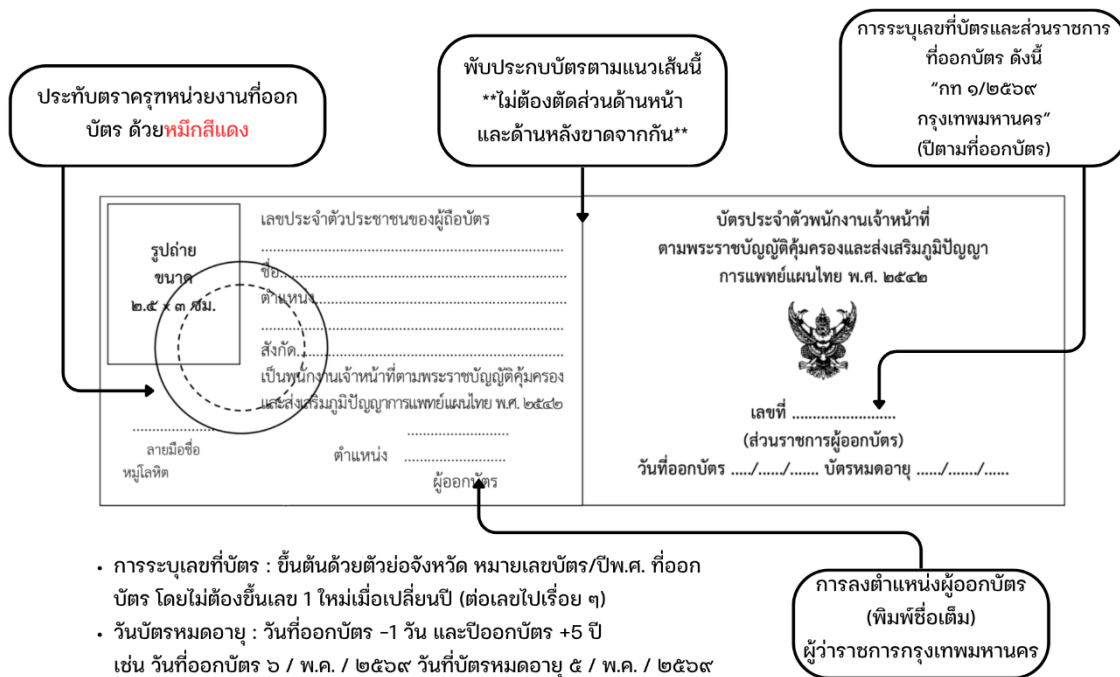 ประทับตราครุฑหน่วยงานที่ออก
บัตร ด้วยหมึกสีแดง
พับประกบบัตรตามแนวเส้นนี้
**ไม่ต้องตัดส่วนด้านหน้า
และด้านหลังขาดจากกัน**
การระบุเลขที่บัตรและส่วนราชการ
ที่ออกบัตร ดังนี้
“กท ๑/๒๕๖๙
กรุงเทพมหานคร”
(ปีตามที่ออกบัตร)
รูปถ่าย
ขนาด
๒.๕ x ๓ ซม.
เลขประจำตัวประชาชนของผู้ถือบัตร
................................................................
ชื่อ............................................................
ตำแหน่ง....................................................
................................................................
สังกัด........................................................
เป็นพนักงานเจ้าหน้าที่ตามพระราชบัญญัติคุ้มครอง
และส่งเสริมภูมิปัญญาการแพทย์แผนไทย พ.ศ. ๒๕๔๒
.....................
ลายมือชื่อ
หมู่โลหิต
.........................
ตำแหน่ง .........................
ผู้ออกบัตร
บัตรประจำตัวพนักงานเจ้าหน้าที่
ตามพระราชบัญญัติคุ้มครองและส่งเสริมภูมิปัญญา
การแพทย์แผนไทย พ.ศ. ๒๕๔๒
เลขที่ .........................
(ส่วนราชการผู้ออกบัตร)
วันที่ออกบัตร ...../....../....... บัตรหมดอายุ ...../......./......
• การระบุเลขที่บัตร : ขึ้นต้นด้วยตัวย่อจังหวัด หมายเลขบัตร/ปีพ.ศ. ที่ออก
บัตร โดยไม่ต้องขึ้นเลข 1 ใหม่เมื่อเปลี่ยนปี (ต่อเลขไปเรื่อย ๆ)
• วันบัตรหมดอายุ : วันที่ออกบัตร -1 วัน และปีออกบัตร +5 ปี
เช่น วันที่ออกบัตร ๖ / พ.ค. / ๒๕๖๙ วันที่บัตรหมดอายุ ๕ / พ.ค. / ๒๕๖๙
การลงตำแหน่งผู้ออกบัตร
(พิมพ์ชื่อเต็ม)
ผู้ว่าราชการกรุงเทพมหานคร